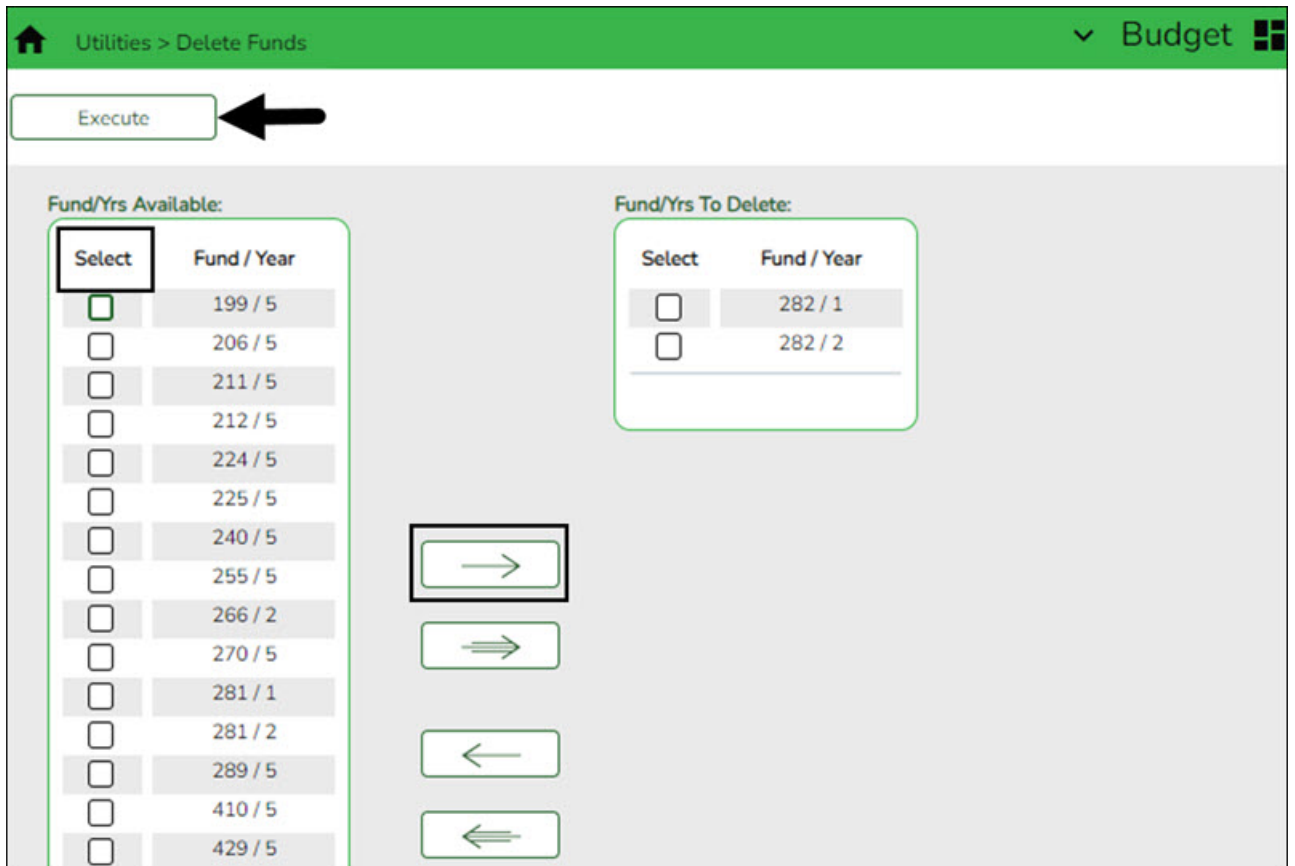 Utilities > Delete Funds
Budget
Execute
Fund/Yrs Available:
Select Fund / Year
199 / 5
206 / 5
211 / 5
212 / 5
224 / 5
225 / 5
240 / 5
255 / 5
266 / 2
270 / 5
281 / 1
281 / 2
289 / 5
410 / 5
429 / 5
Fund/Yrs To Delete:
Select Fund / Year
282 / 1
282 / 2